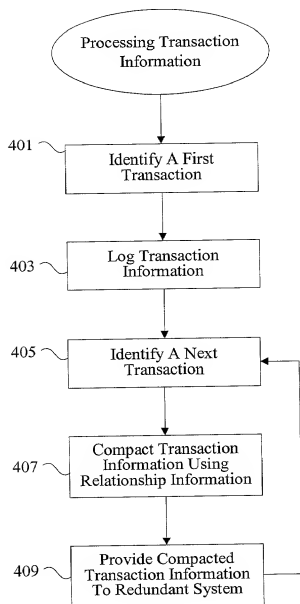 Processing Transaction
Information
401
Identify A First
Transaction
403
Log Transaction
Information
405
Identify A Next
Transaction
407
Compact Transaction
Information Using
Relationship Information
409
Provide Compacted
Transaction Information
To Redundant System